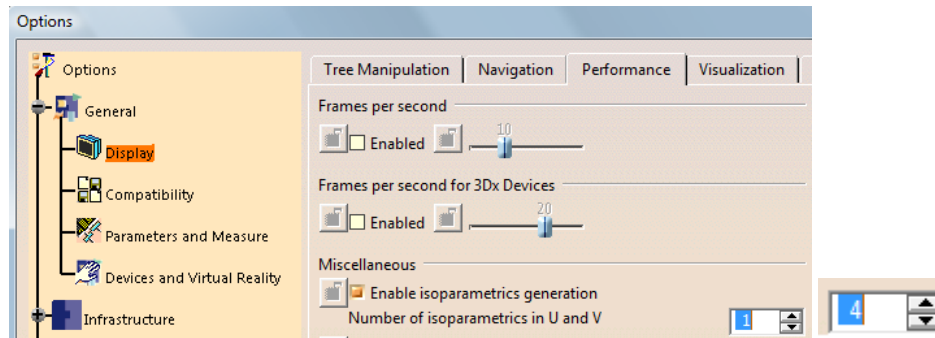 Options
Options
General
Display
Compatibility
Parameters and Measure
Devices and Virtual Reality
Infrastructure
Tree Manipulation Navigation Performance Visualization
Frames per second
Enabled 10
Frames per second for 3Dx Devices
Enabled 20
Miscellaneous
Enable isoparametrics generation
Number of isoparametrics in U and V 1 4